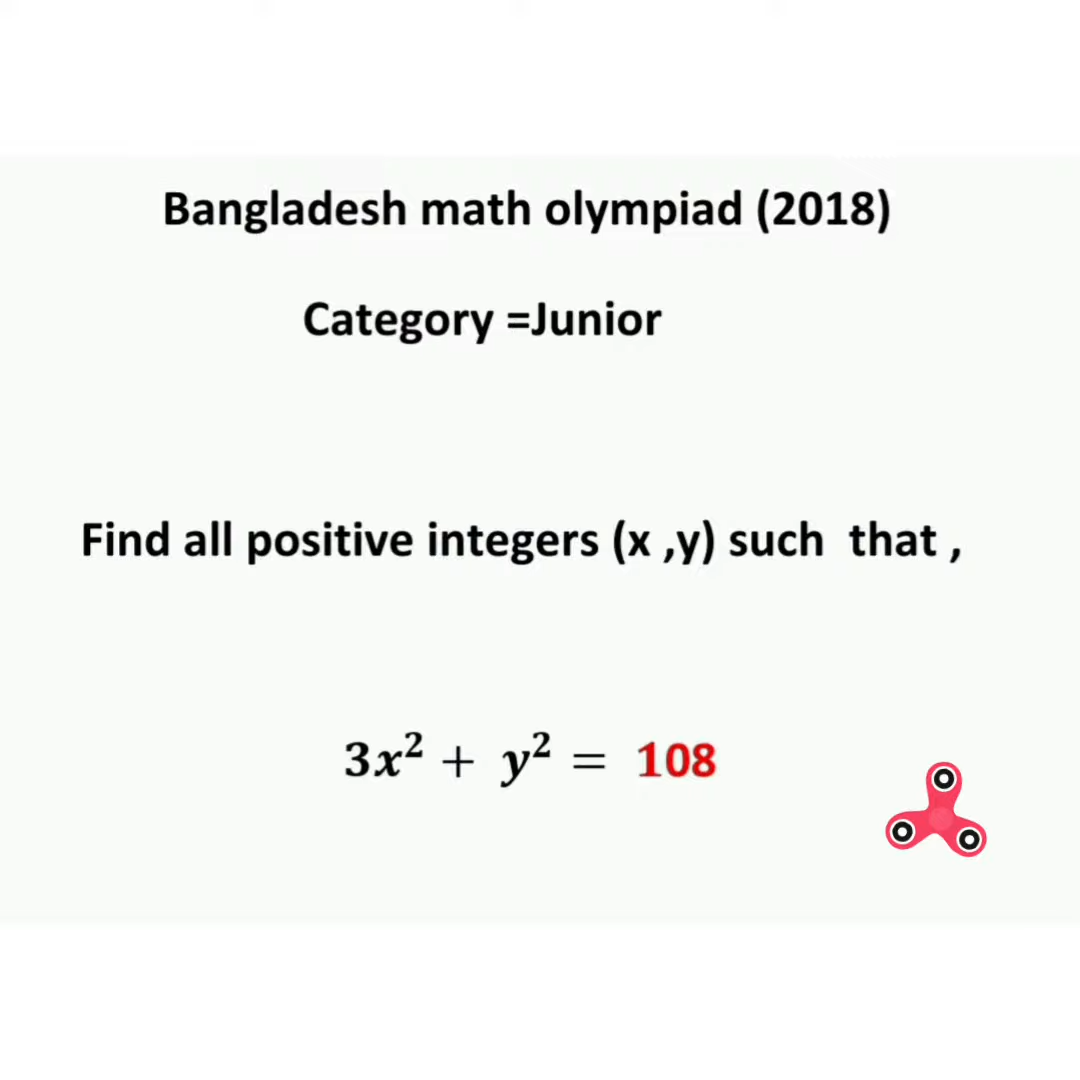 Bangladesh math olympiad (2018)
Category =Junior
Find all positive integers (x ,y) such  that ,
3x² + y² = 108